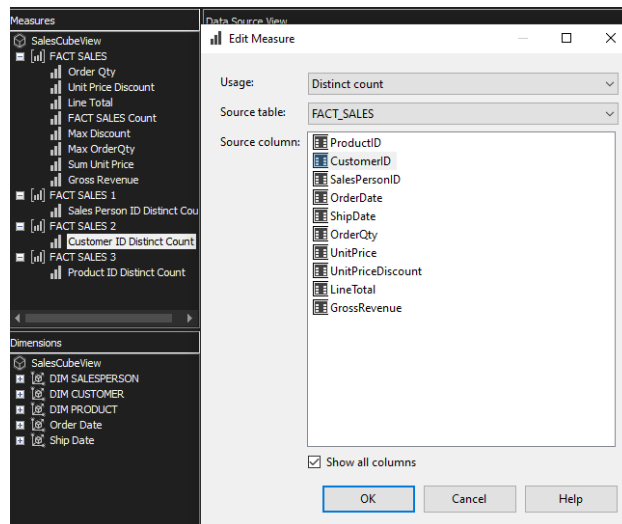 Measures
SalesCubeView
FACT SALES
Order Qty
Unit Price Discount
Line Total
FACT SALES Count
Max Discount
Max OrderQty
Sum Unit Price
Gross Revenue
FACT SALES 1
Sales Person ID Distinct Cou
FACT SALES 2
Customer ID Distinct Count
FACT SALES 3
Product ID Distinct Count
Dimensions
SalesCubeView
DIM SALESPERSON
DIM CUSTOMER
DIM PRODUCT
Order Date
Ship Date
Data Source View
Edit Measure
Usage: Distinct count
Source table: FACT_SALES
Source column: ProductID
CustomerID
SalesPersonID
OrderDate
ShipDate
OrderQty
UnitPrice
UnitPriceDiscount
LineTotal
GrossRevenue
Show all columns
OK Cancel Help